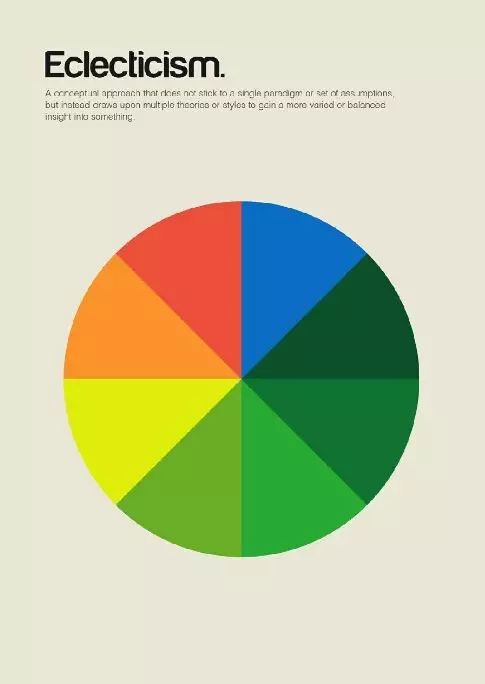 Eclecticism.
A conceptual approach that does not stick to a single paradigm or set of assumptions,
but instead draws upon multiple theories or styles to gain a more varied or balanced
insight into something.